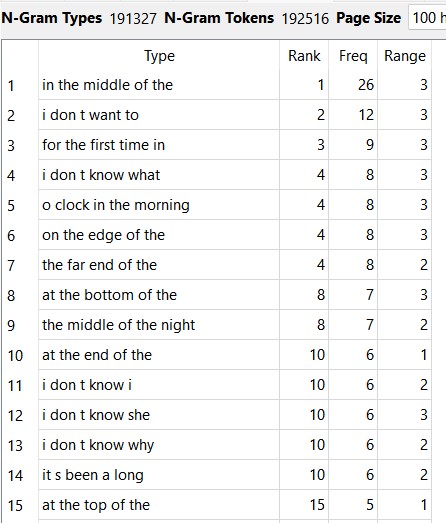 N-Gram Types 191327 N-Gram Tokens 192516 Page Size 100 h
Type Rank Freq Range
1 in the middle of the 1 26 3
2 i don t want to 2 12 3
3 for the first time in 3 9 3
4 i don t know what 4 8 3
5 o clock in the morning 4 8 3
6 on the edge of the 4 8 3
7 the far end of the 4 8 2
8 at the bottom of the 8 7 3
9 the middle of the night 8 7 2
10 at the end of the 10 6 1
11 i don t know i 10 6 2
12 i don t know she 10 6 3
13 i don t know why 10 6 2
14 it s been a long 10 6 2
15 at the top of the 15 5 1